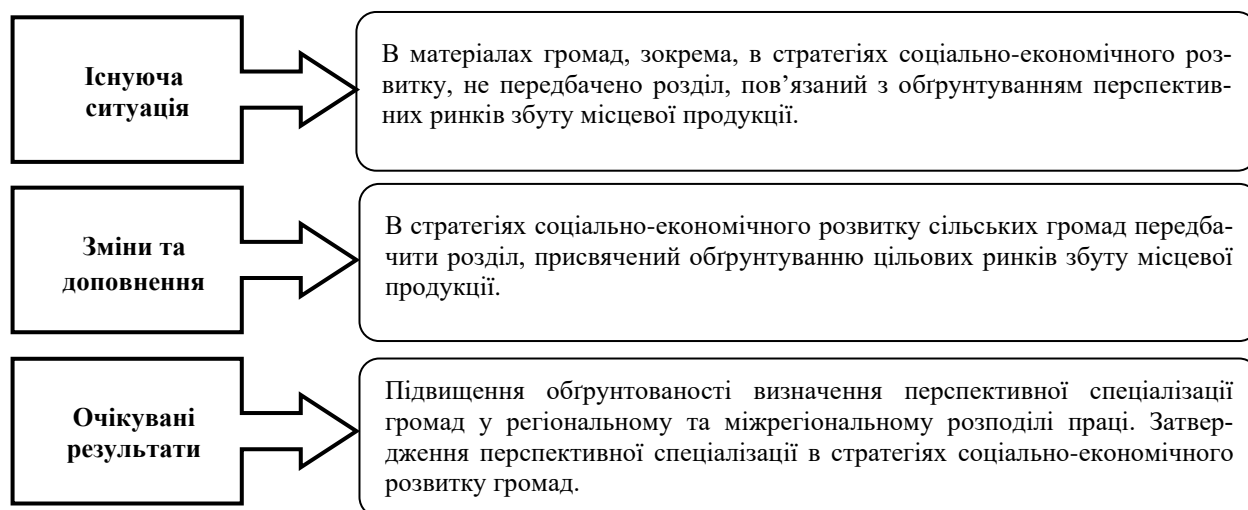 Існуюча
ситуація
В матеріалах громад, зокрема, в стратегіях соціально-економічного роз-
витку, не передбачено розділ, пов’язаний з обґрунтуванням перспектив-
них ринків збуту місцевої продукції.
Зміни та
доповнення
В стратегіях соціально-економічного розвитку сільських громад передба-
чити розділ, присвячений обґрунтуванню цільових ринків збуту місцевої
продукції.
Очікувані
результати
Підвищення обґрунтованості визначення перспективної спеціалізації
громад у регіональному та міжрегіональному розподілі праці. Затвер-
дження перспективної спеціалізації в стратегіях соціально-економічного
розвитку громад.